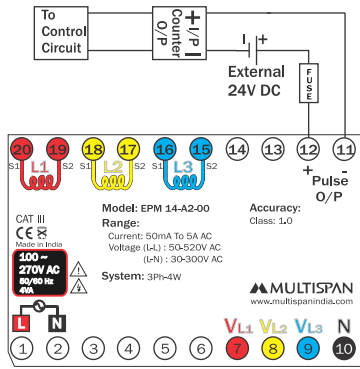 To
Control
Circuit
+ I/P -
Counter
O/P
I +
External
24V DC
FUSE
20 19 18 17 16 15 14 13 12 11
S1 L1 S2 S1 L2 S2 S1 L3 S2
+ -
Pulse
O/P
CAT III
CE
Made in India
100 ~
270V AC
50/60 Hz
4VA
L N
Model: EPM 14-A2-00
Range:
Current: 50mA To 5A AC
Voltage (L-L) : 50-520V AC
(L-N) : 30-300V AC
System: 3Ph-4W
Accuracy:
Class: 1.0
MULTISPAN
www.multispanindia.com
VL1 VL2 VL3 N
1 2 3 4 5 6 7 8 9 10